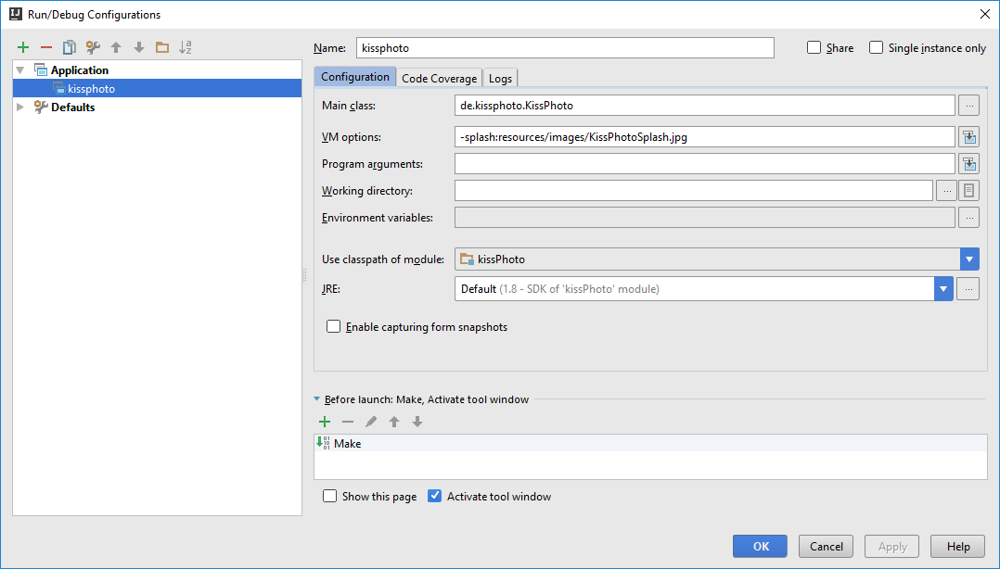 Run/Debug Configurations
Name: kissphoto
Share
Single instance only
Application
kissphoto
Defaults
Configuration
Code Coverage
Logs
Main class: de.kissphoto.KissPhoto ...
VM options: -splash:resources/images/KissPhotoSplash.jpg
Program arguments:
Working directory: ...
Environment variables: ...
Use classpath of module: kissPhoto
JRE: Default (1.8 - SDK of 'kissPhoto' module) ...
Enable capturing form snapshots
Before launch: Make, Activate tool window
Make
Show this page
Activate tool window
OK
Cancel
Apply
Help